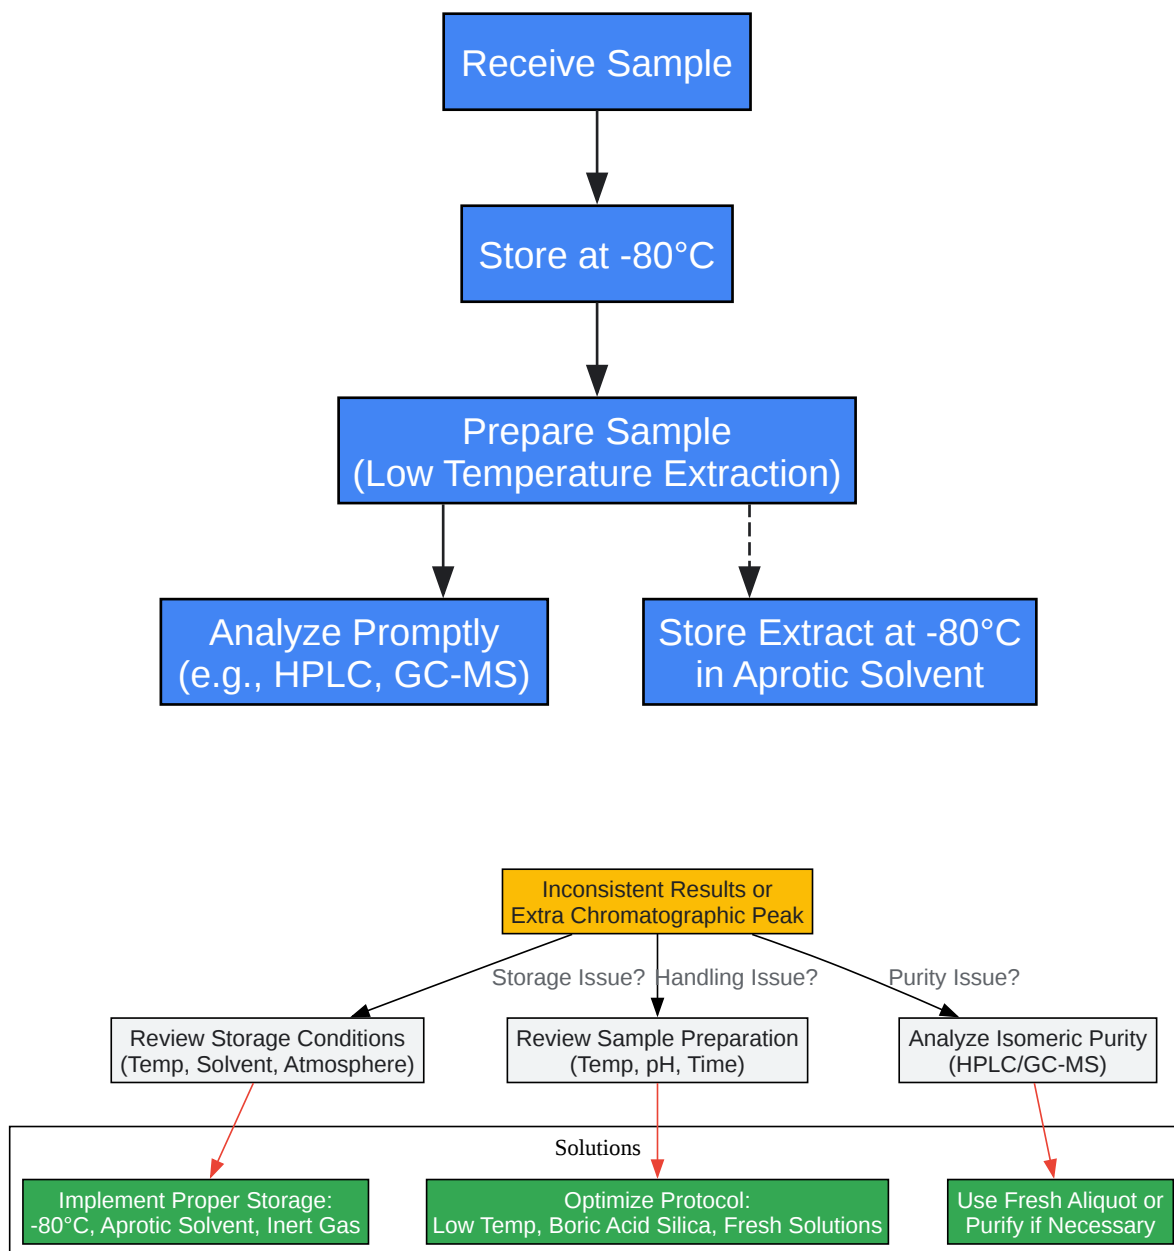 Receive Sample
Store at -80°C
Prepare Sample
(Low Temperature Extraction)
Analyze Promptly
(e.g., HPLC, GC-MS)
Store Extract at -80°C
in Aprotic Solvent
Inconsistent Results or
Extra Chromatographic Peak
Storage Issue?
Handling Issue?
Purity Issue?
Review Storage Conditions
(Temp, Solvent, Atmosphere)
Review Sample Preparation
(Temp, pH, Time)
Analyze Isomeric Purity
(HPLC/GC-MS)
Solutions
Implement Proper Storage:
-80°C, Aprotic Solvent, Inert Gas
Optimize Protocol:
Low Temp, Boric Acid Silica, Fresh Solutions
Use Fresh Aliquot or
Purify if Necessary